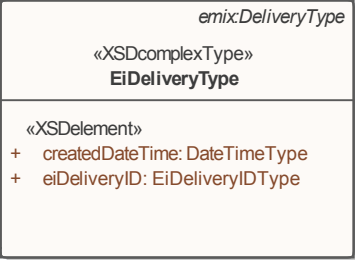 emix:DeliveryType
«XSDcomplexType»
EiDeliveryType
«XSDelement»
+ createdDateTime: DateTimeType
+ eiDeliveryID: EiDeliveryIDType